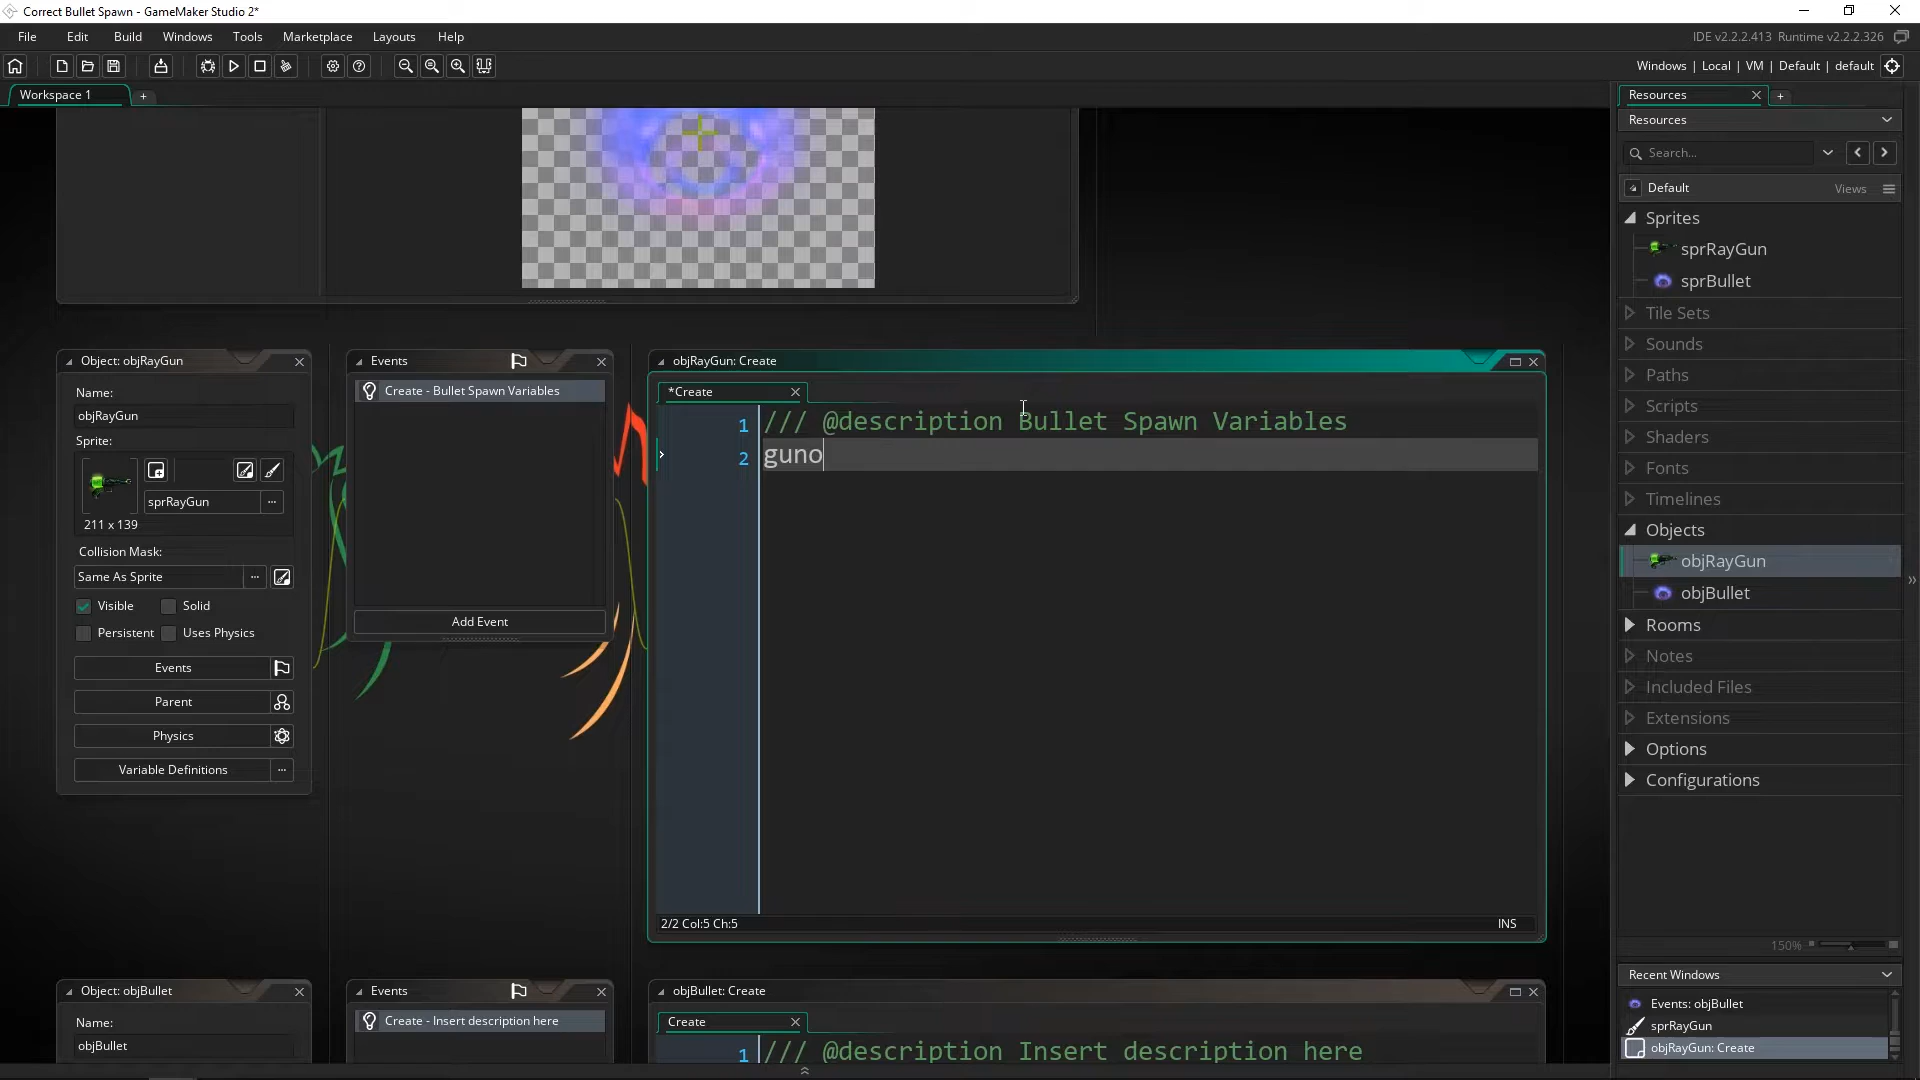 Correct Bullet Spawn - GameMaker Studio 2*
File Edit Build Windows Tools Marketplace Layouts Help
IDE v2.2.2.413 Runtime v2.2.2.326
Windows | Local | VM | Default | default
Workspace 1
Object: objRayGun
Name:
objRayGun
Sprite:
sprRayGun
211 x 139
Collision Mask:
Same As Sprite
Visible Solid
Persistent Uses Physics
Events
Parent
Physics
Variable Definitions
Events
Create - Bullet Spawn Variables
Add Event
objRayGun: Create
*Create
1 /// @description Bullet Spawn Variables
2 guno
2/2 Col:5 Ch:5
INS
Object: objBullet
Name:
objBullet
Events
Create - Insert description here
objBullet: Create
Create
1 /// @description Insert description here
Resources
Resources
Search...
Default Views
Sprites
sprRayGun
sprBullet
Tile Sets
Sounds
Paths
Scripts
Shaders
Fonts
Timelines
Objects
objRayGun
objBullet
Rooms
Notes
Included Files
Extensions
Options
Configurations
150%
Recent Windows
Events: objBullet
sprRayGun
objRayGun: Create